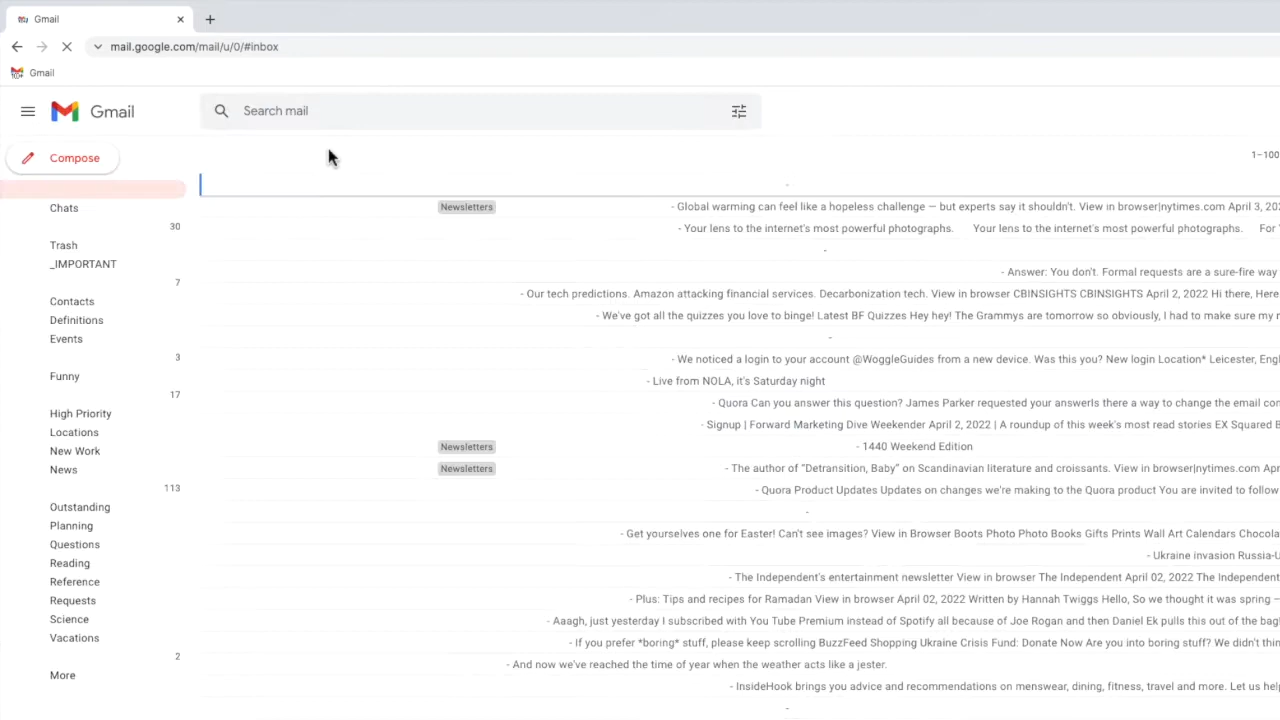 Gmail
mail.google.com/mail/u/0/#inbox
Gmail
Gmail
Search mail
Compose
1–100
-
Chats
Newsletters - Global warming can feel like a hopeless challenge — but experts say it shouldn't. View in browser|nytimes.com April 3, 202
30
- Your lens to the internet's most powerful photographs. Your lens to the internet's most powerful photographs. For
Trash
-
_IMPORTANT
- Answer: You don't. Formal requests are a sure-fire way
7
- Our tech predictions. Amazon attacking financial services. Decarbonization tech. View in browser CBINSIGHTS CBINSIGHTS April 2, 2022 Hi there, Here
Contacts
- We've got all the quizzes you love to binge! Latest BF Quizzes Hey hey! The Grammys are tomorrow so obviously, I had to make sure my
Definitions
Events
-
3
- We noticed a login to your account @WoggleGuides from a new device. Was this you? New login Location* Leicester, Engl
Funny
- Live from NOLA, it's Saturday night
17
- Quora Can you answer this question? James Parker requested your answerIs there a way to change the email con
High Priority
- Signup | Forward Marketing Dive Weekender April 2, 2022 | A roundup of this week's most read stories EX Squared B
Locations
New Work
Newsletters - 1440 Weekend Edition
News
Newsletters - The author of “Detransition, Baby” on Scandinavian literature and croissants. View in browser|nytimes.com Apr
113
- Quora Product Updates Updates on changes we're making to the Quora product You are invited to follow
Outstanding
-
Planning
- Get yourselves one for Easter! Can't see images? View in Browser Boots Photo Photo Books Gifts Prints Wall Art Calendars Chocola
Questions
- Ukraine invasion Russia-U
Reading
- The Independent's entertainment newsletter View in browser The Independent April 02, 2022 The Independent
Reference
- Plus: Tips and recipes for Ramadan View in browser April 02, 2022 Written by Hannah Twiggs Hello, So we thought it was spring –
Requests
Science
- Aaagh, just yesterday I subscribed with You Tube Premium instead of Spotify all because of Joe Rogan and then Daniel Ek pulls this out of the bag!
Vacations
- If you prefer *boring* stuff, please keep scrolling BuzzFeed Shopping Ukraine Crisis Fund: Donate Now Are you into boring stuff? We didn't thin
2
- And now we've reached the time of year when the weather acts like a jester.
More
- InsideHook brings you advice and recommendations on menswear, dining, fitness, travel and more. Let us help
-